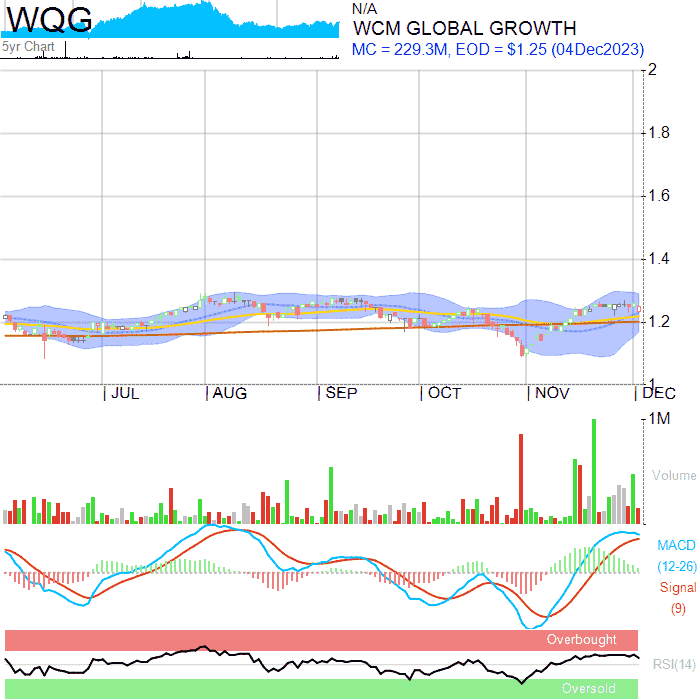 WQG
5yr Chart
N/A
WCM GLOBAL GROWTH
MC = 229.3M, EOD = $1.25 (04Dec2023)
2
1.8
1.6
1.4
1.2
1
JUL AUG SEP OCT NOV DEC
1M
Volume
MACD
(12-26)
Signal
(9)
Overbought
RSI(14)
Oversold